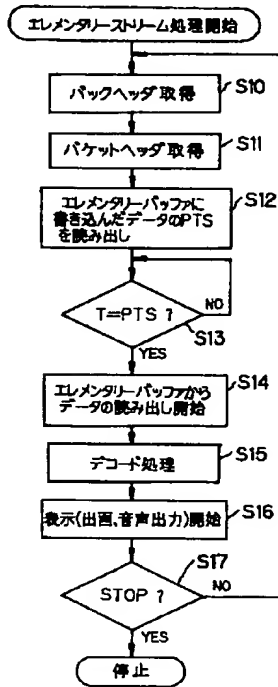 エレメンタリーストリーム処理開始
パックヘッダ取得
S10
パケットヘッダ取得
S11
エレメンタリーバッファに
書き込んだデータのPTS
を読み出し
S12
T=PTS ?
NO
S13
YES
エレメンタリーバッファから
データの読み出し開始
S14
デコード処理
S15
表示(出画、音声出力)開始
S16
S17
STOP ?
NO
YES
停止